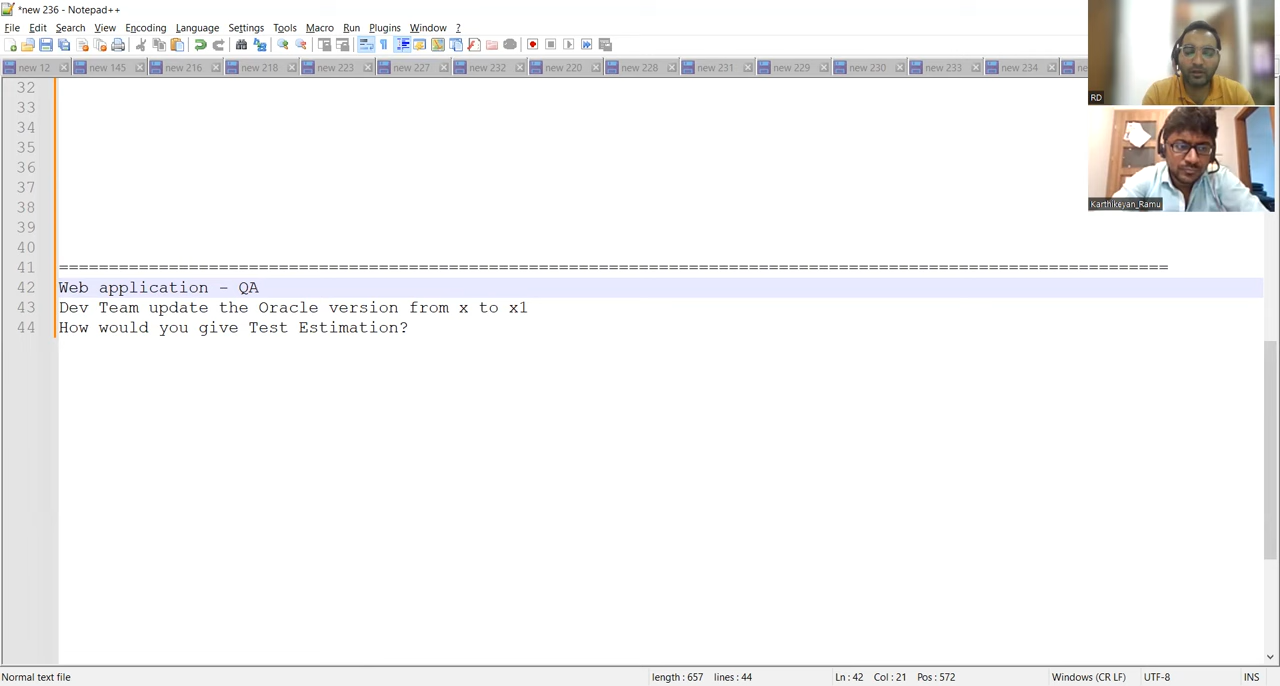 *new 236 - Notepad++
File Edit Search View Encoding Language Settings Tools Macro Run Plugins Window ?
new 12 new 145 new 216 new 218 new 223 new 227 new 232 new 220 new 228 new 231 new 229 new 230 new 233 new 234
RD
Karthikeyan_Ramu
32
33
34
35
36
37
38
39
40
41 ===============================================================================================================
42 Web application - QA
43 Dev Team update the Oracle version from x to x1
44 How would you give Test Estimation?
Normal text file length : 657 lines : 44 Ln : 42 Col : 21 Pos : 572 Windows (CR LF) UTF-8 INS